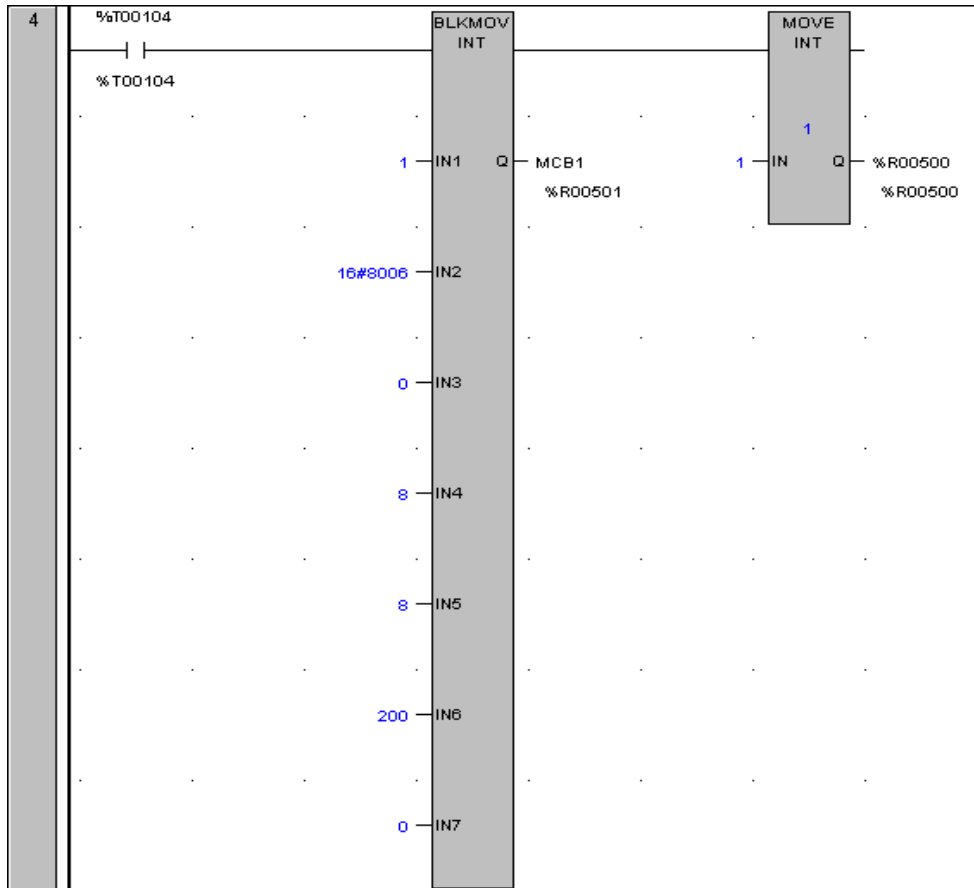 4
%T00104
%T00104
BLKMOV
INT
MOVE
INT
1
1 IN1 Q MCB1
%R00501
1 IN Q %R00500
%R00500
16#8006 IN2
0 IN3
8 IN4
8 IN5
200 IN6
0 IN7